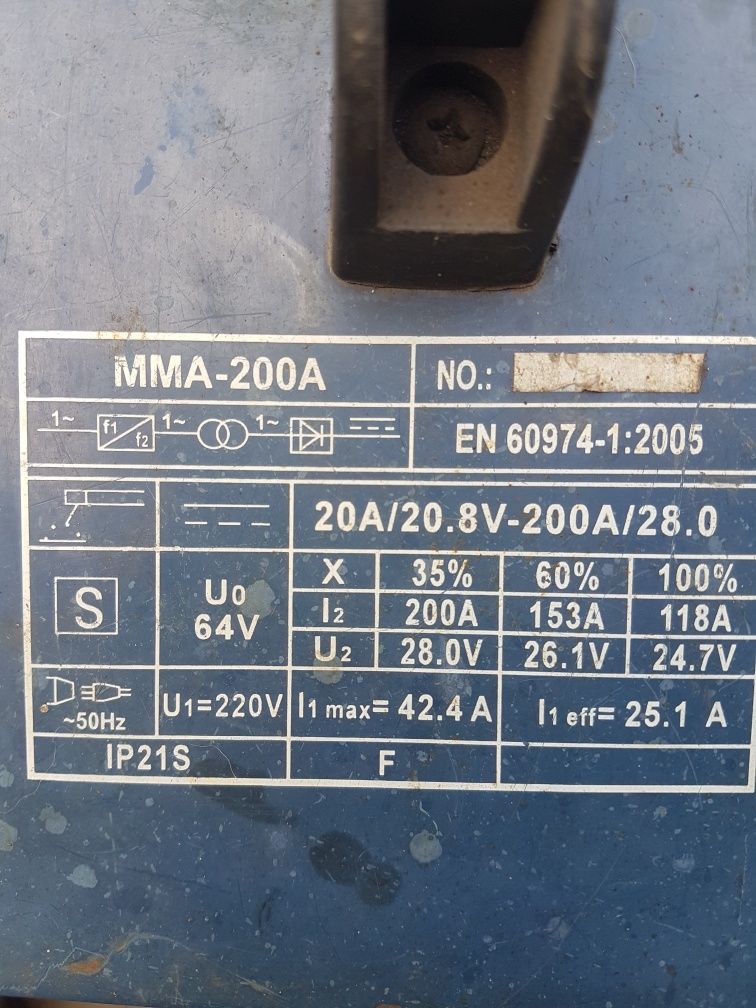 MMA-200A NO.:
1~ f1 f2 1~ 1~ EN 60974-1:2005
20A/20.8V-200A/28.0
X 35% 60% 100%
S U0 64V I2 200A 153A 118A
U2 28.0V 26.1V 24.7V
~50Hz U1=220V I1 max= 42.4 A I1 eff= 25.1 A
IP21S F